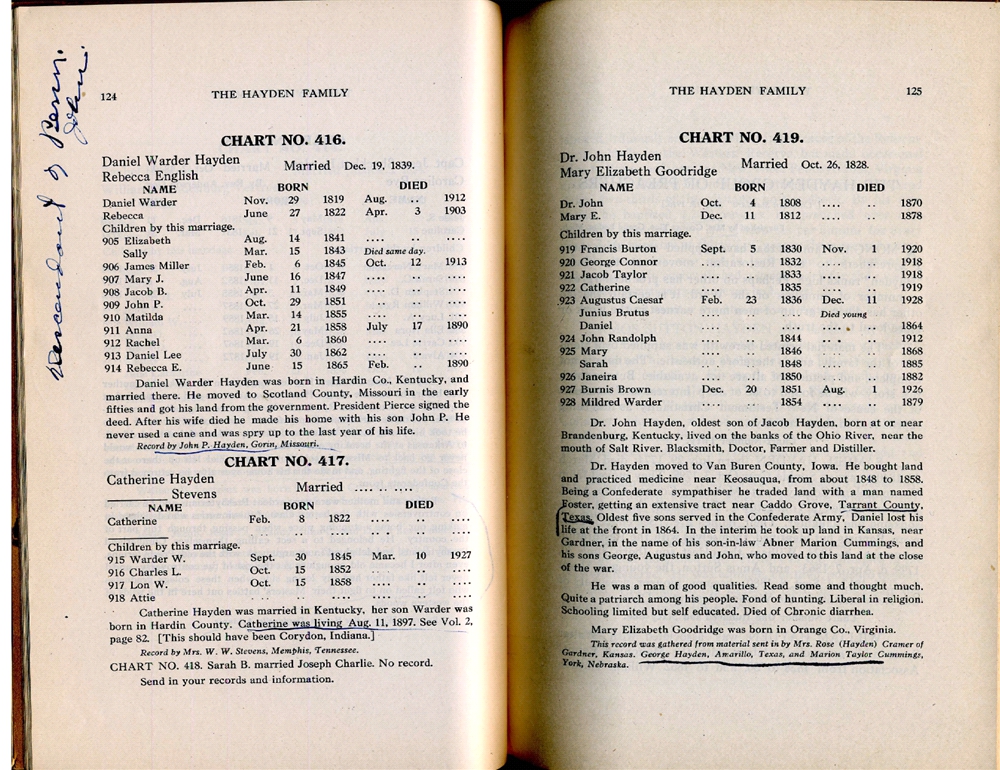 Descendant of Benn.
John
124 THE HAYDEN FAMILY
CHART NO. 416.
Daniel Warder Hayden
Rebecca English
Married Dec. 19, 1839.
NAME BORN DIED
Daniel Warder Nov. 29 1819 Aug. .. 1912
Rebecca June 27 1822 Apr. 3 1903
Children by this marriage.
905 Elizabeth Aug. 14 1841 .... .. ....
Sally Mar. 15 1843 Died same day.
906 James Miller Feb. 6 1845 Oct. 12 1913
907 Mary J. June 16 1847 .... .. ....
908 Jacob B. Apr. 11 1849 .... .. ....
909 John P. Oct. 29 1851 .... .. ....
910 Matilda Mar. 14 1855 .... .. ....
911 Anna Apr. 21 1858 July 17 1890
912 Rachel Mar. 6 1860 .... .. ....
913 Daniel Lee July 30 1862 .... .. ....
914 Rebecca E. June 15 1865 Feb. .. 1890
Daniel Warder Hayden was born in Hardin Co., Kentucky, and
married there. He moved to Scotland County, Missouri in the early
fifties and got his land from the government. President Pierce signed the
deed. After his wife died he made his home with his son John P. He
never used a cane and was spry up to the last year of his life.
Record by John P. Hayden, Gorin, Missouri.
CHART NO. 417.
Catherine Hayden
________ Stevens
Married .... .. ....
NAME BORN DIED
Catherine Feb. 8 1822 .... .. ....
________ .... .. .... .... .. ....
Children by this marriage.
915 Warder W. Sept. 30 1845 Mar. 10 1927
916 Charles L. Oct. 15 1852 .... .. ....
917 Lon W. Oct. 15 1858 .... .. ....
918 Attie .... .. .... .... .. ....
Catherine Hayden was married in Kentucky, her son Warder was
born in Hardin County. Catherine was living Aug. 11, 1897. See Vol. 2,
page 82. [This should have been Corydon, Indiana.]
Record by Mrs. W. W. Stevens, Memphis, Tennessee.
CHART NO. 418. Sarah B. married Joseph Charlie. No record.
Send in your records and information.
THE HAYDEN FAMILY 125
CHART NO. 419.
Dr. John Hayden
Mary Elizabeth Goodridge
Married Oct. 26, 1828.
NAME BORN DIED
Dr. John Oct. 4 1808 .... .. 1870
Mary E. Dec. 11 1812 .... .. 1878
Children by this marriage.
919 Francis Burton Sept. 5 1830 Nov. 1 1920
920 George Connor .... .. 1832 .... .. 1918
921 Jacob Taylor .... .. 1833 .... .. 1918
922 Catherine .... .. 1835 .... .. 1919
923 Augustus Caesar Feb. 23 1836 Dec. 11 1928
Junius Brutus .... .. .... Died young
Daniel .... .. .... .... .. 1864
924 John Randolph .... .. 1844 .... .. 1912
925 Mary .... .. 1846 .... .. 1868
Sarah .... .. 1848 .... .. 1885
926 Janeira .... .. 1850 .... .. 1882
927 Burnis Brown Dec. 20 1851 Aug. 1 1926
928 Mildred Warder .... .. 1854 .... .. 1879
Dr. John Hayden, oldest son of Jacob Hayden, born at or near
Brandenburg, Kentucky, lived on the banks of the Ohio River, near the
mouth of Salt River. Blacksmith, Doctor, Farmer and Distiller.
Dr. Hayden moved to Van Buren County, Iowa. He bought land
and practiced medicine near Keosauqua, from about 1848 to 1858.
Being a Confederate sympathiser he traded land with a man named
Foster, getting an extensive tract near Caddo Grove, Tarrant County,
Texas. Oldest five sons served in the Confederate Army, Daniel lost his
life at the front in 1864. In the interim he took up land in Kansas, near
Gardner, in the name of his son-in-law Abner Marion Cummings, and
his sons George, Augustus and John, who moved to this land at the close
of the war.
He was a man of good qualities. Read some and thought much.
Quite a patriarch among his people. Fond of hunting. Liberal in religion.
Schooling limited but self educated. Died of Chronic diarrhea.
Mary Elizabeth Goodridge was born in Orange Co., Virginia.
This record was gathered from material sent in by Mrs. Rose (Hayden) Cramer of
Gardner, Kansas. George Hayden, Amarillo, Texas, and Marion Taylor Cummings,
York, Nebraska.